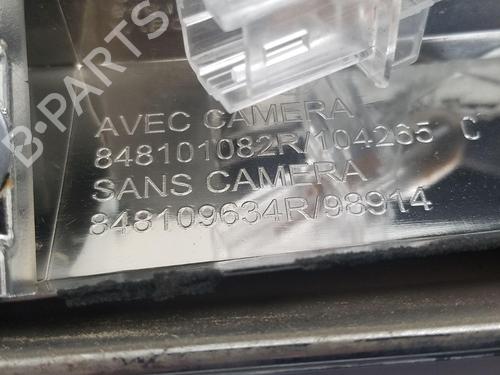 AVEC CAMERA
848101082R/104265 C
SANS CAMERA
848109634R/98914
B-PARTS